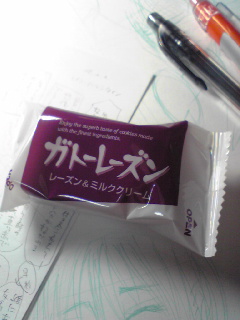 Enjoy the superb taste of cookies made
with the finest ingredients.
ガトーレーズン
レーズン&ミルククリーム
OPEN